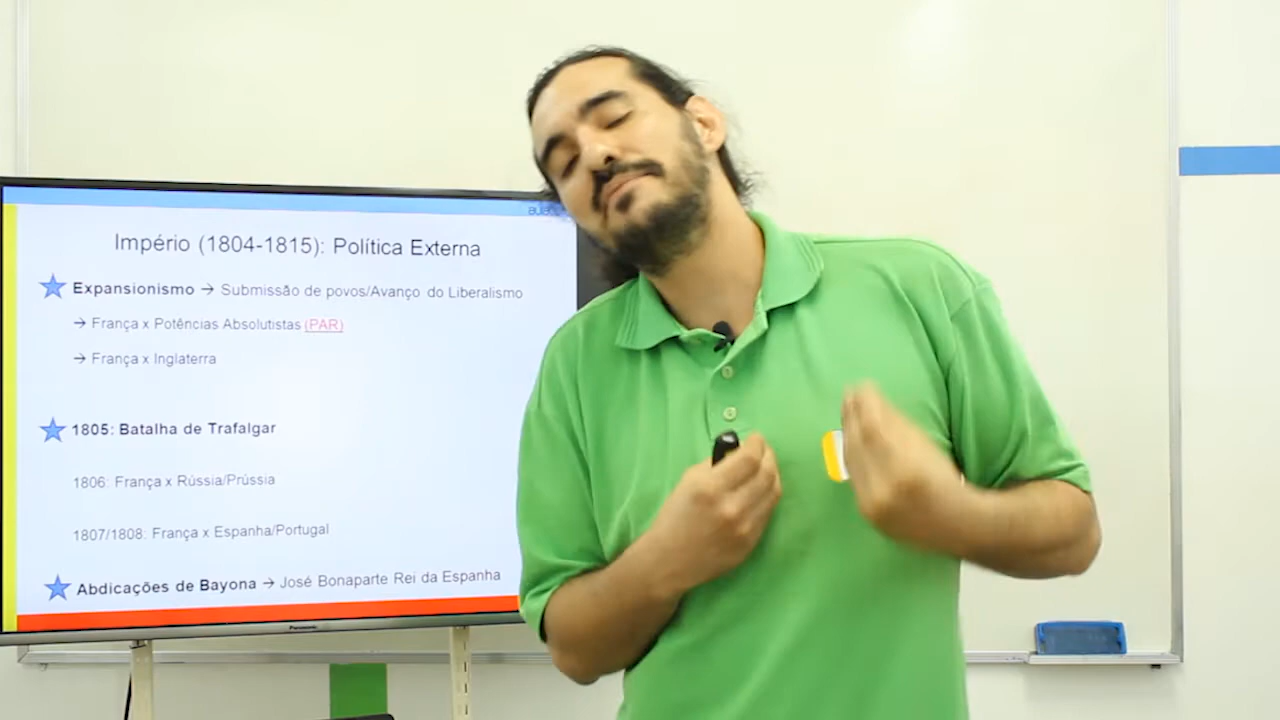 Império (1804-1815): Política Externa
Expansionismo → Submissão de povos/Avanço do Liberalismo
→ França x Potências Absolutistas (PAR)
→ França x Inglaterra
1805: Batalha de Trafalgar
1806: França x Rússia/Prússia
1807/1808: França x Espanha/Portugal
Abdicações de Bayona → José Bonaparte Rei da Espanha
Panasonic